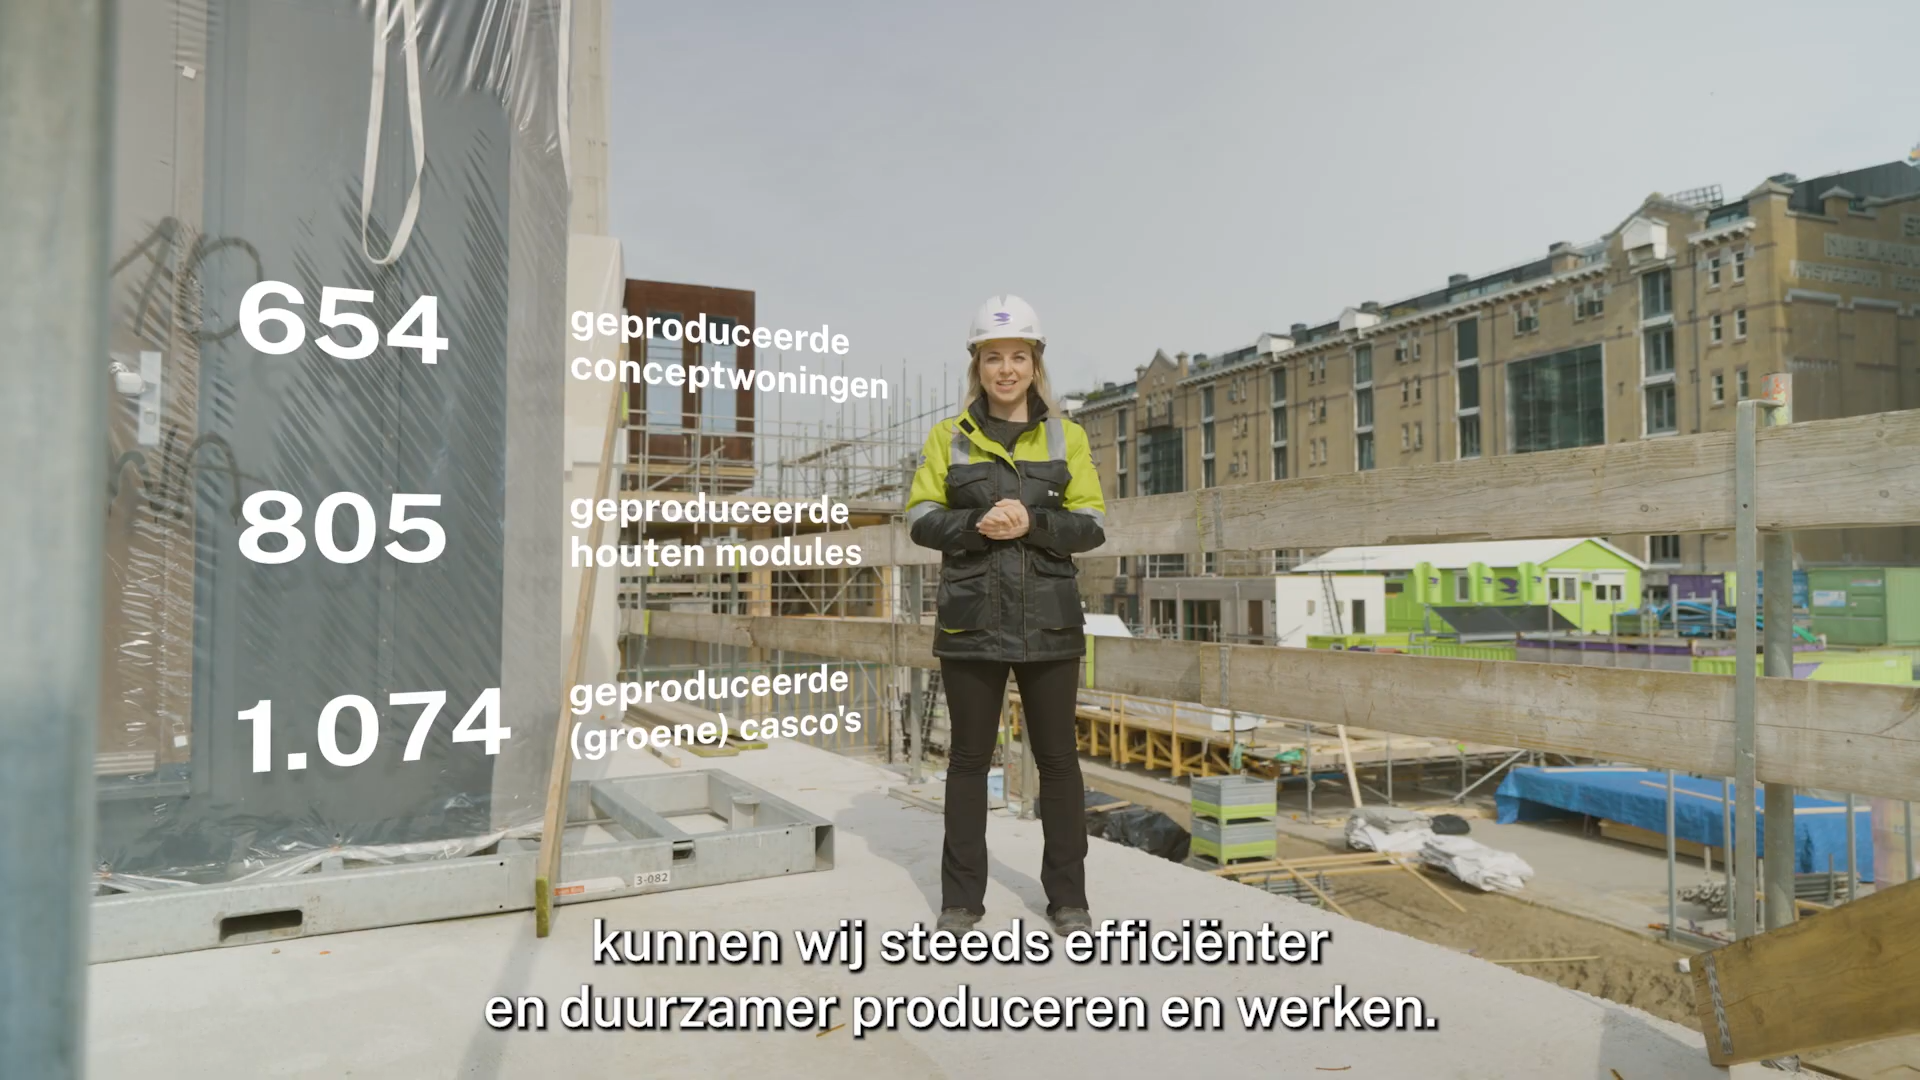 654
geproduceerde
conceptwoningen
805
geproduceerde
houten modules
1.074
geproduceerde
(groene) casco's
3-082
kunnen wij steeds efficiënter
en duurzamer produceren en werken.